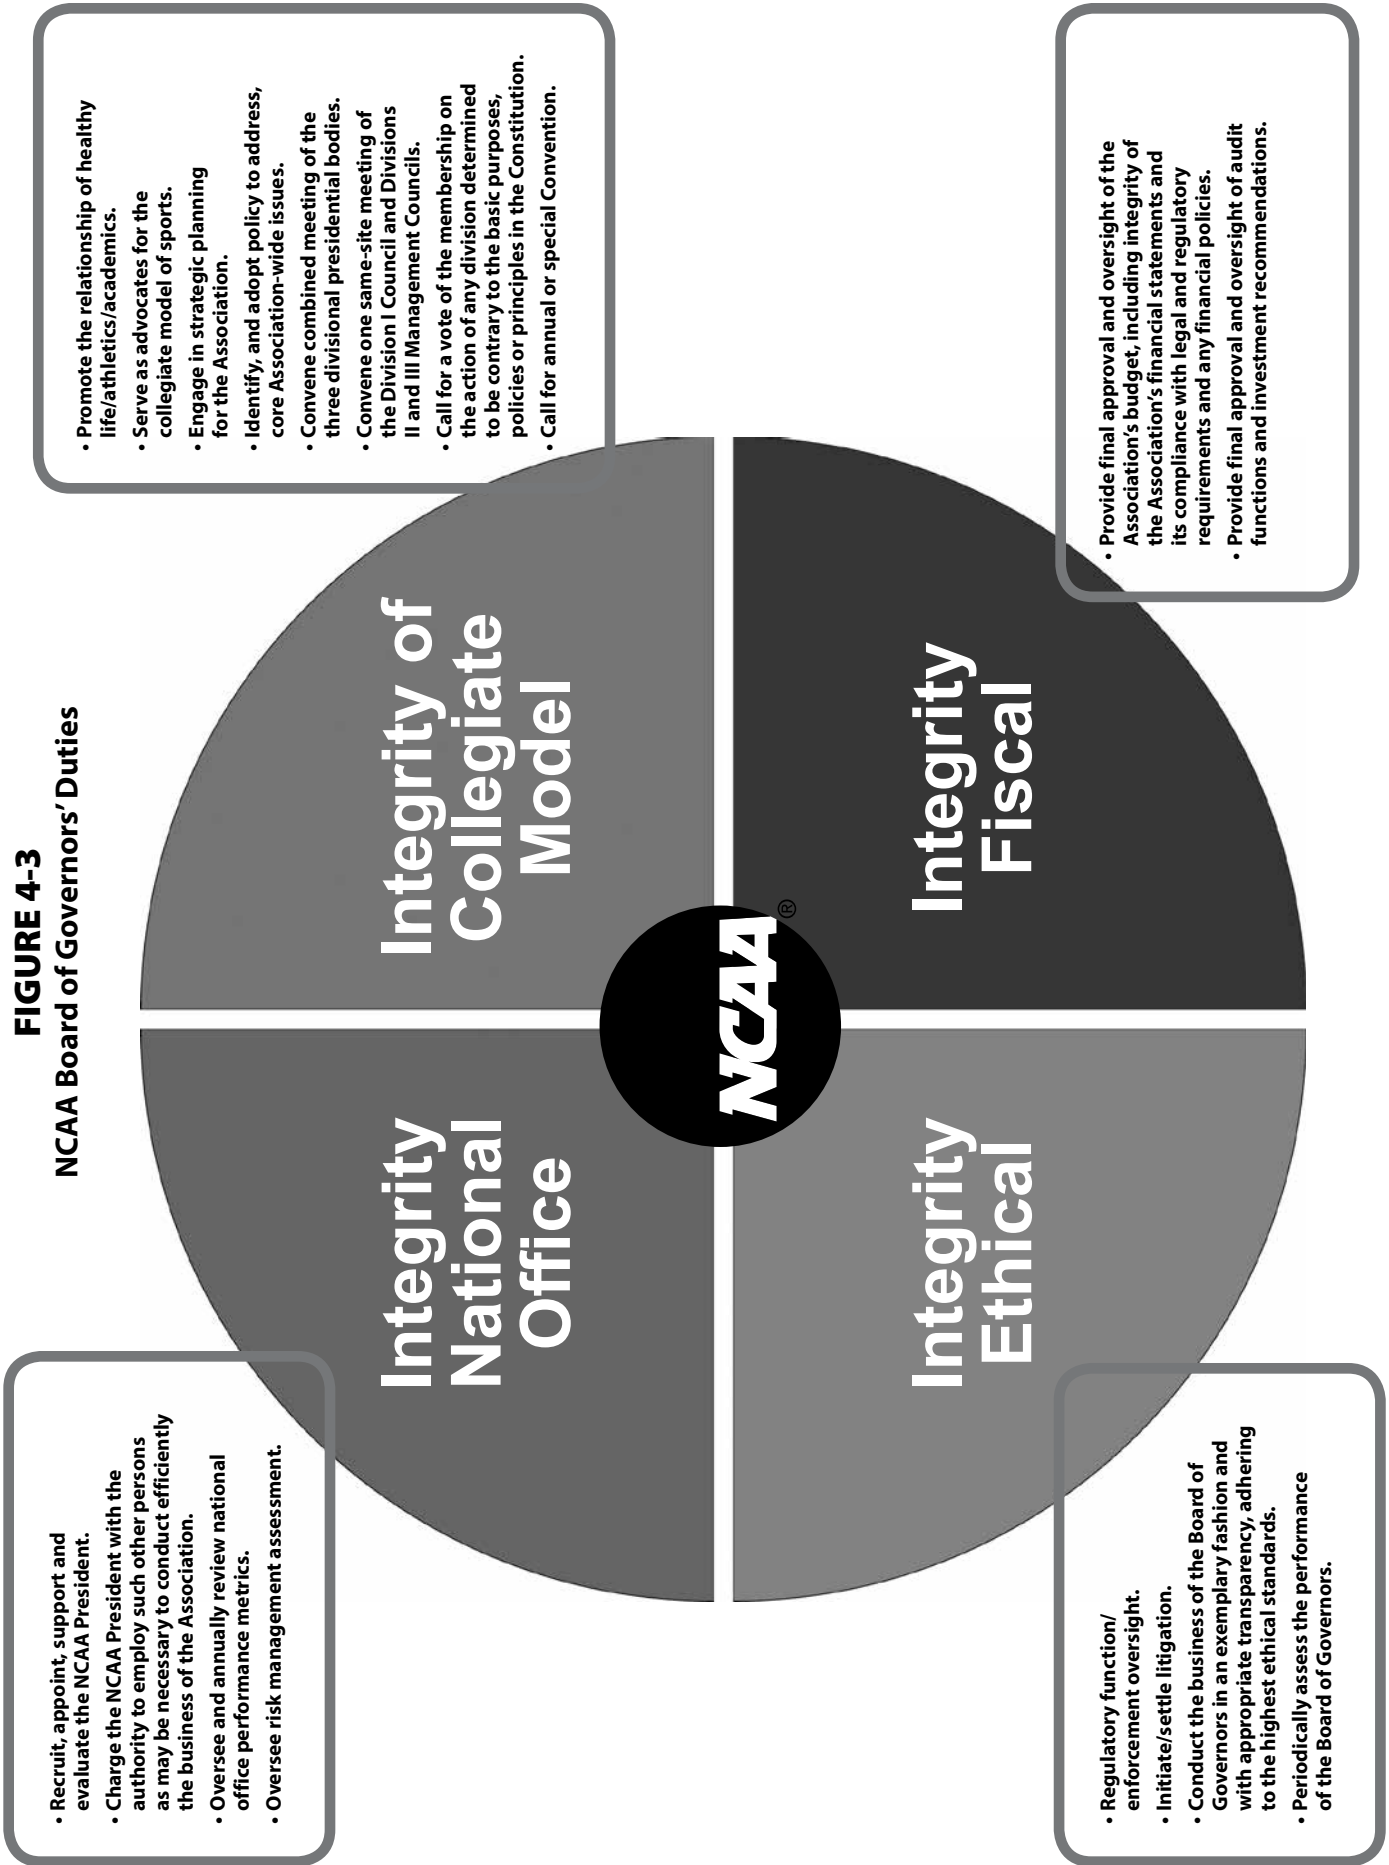 FIGURE 4-3
NCAA Board of Governors’ Duties
• Recruit, appoint, support and
evaluate the NCAA President.
• Charge the NCAA President with the
authority to employ such other persons
as may be necessary to conduct efficiently
the business of the Association.
• Oversee and annually review national
office performance metrics.
• Oversee risk management assessment.
• Promote the relationship of healthy
life/athletics/academics.
• Serve as advocates for the
collegiate model of sports.
• Engage in strategic planning
for the Association.
• Identify, and adopt policy to address,
core Association-wide issues.
• Convene combined meeting of the
three divisional presidential bodies.
• Convene one same-site meeting of
the Division I Council and Divisions
II and III Management Councils.
• Call for a vote of the membership on
the action of any division determined
to be contrary to the basic purposes,
policies or principles in the Constitution.
• Call for annual or special Convention.
Integrity
National
Office
Integrity of
Collegiate
Model
NCAA®
Integrity
Ethical
Integrity
Fiscal
• Regulatory function/
enforcement oversight.
• Initiate/settle litigation.
• Conduct the business of the Board of
Governors in an exemplary fashion and
with appropriate transparency, adhering
to the highest ethical standards.
• Periodically assess the performance
of the Board of Governors.
• Provide final approval and oversight of the
Association’s budget, including integrity of
the Association’s financial statements and
its compliance with legal and regulatory
requirements and any financial policies.
• Provide final approval and oversight of audit
functions and investment recommendations.